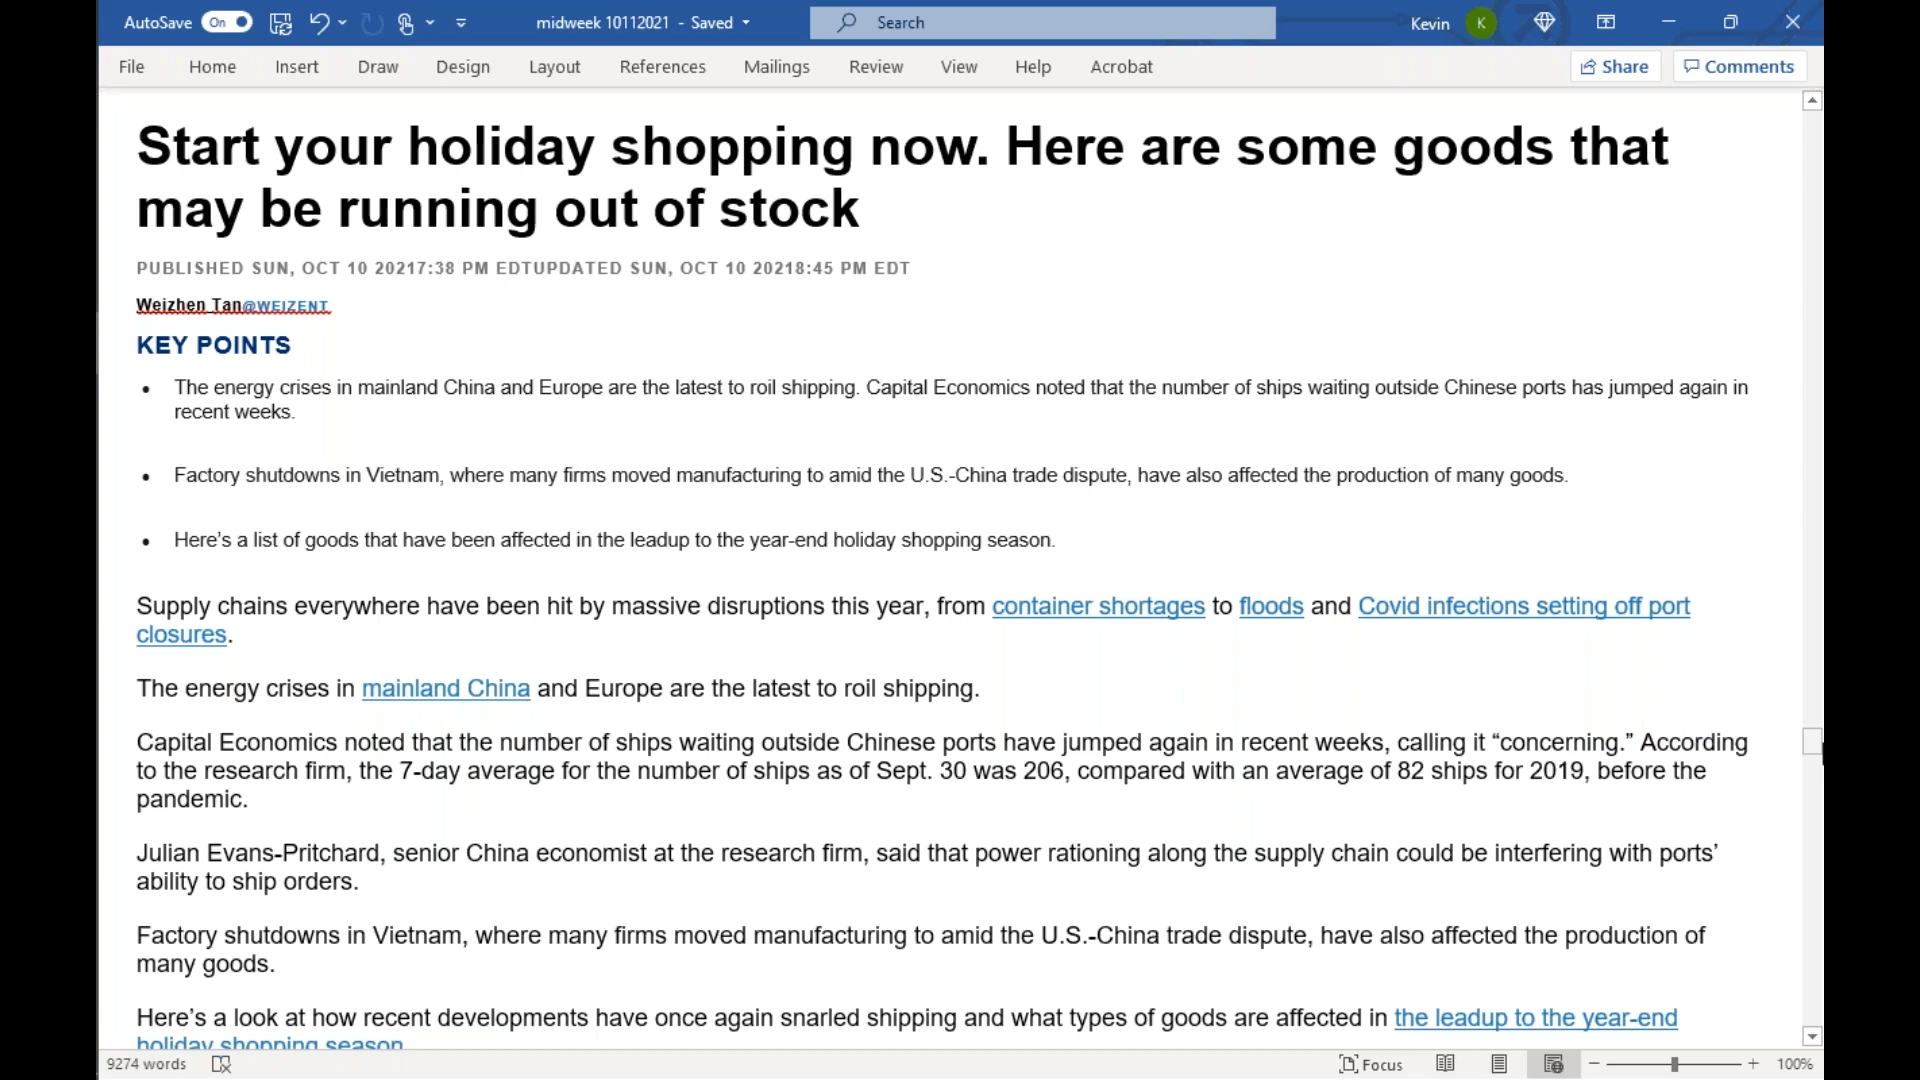 AutoSave On midweek 10112021 - Saved Search Kevin K
File Home Insert Draw Design Layout References Mailings Review View Help Acrobat Share Comments
Start your holiday shopping now. Here are some goods that
may be running out of stock
PUBLISHED SUN, OCT 10 20217:38 PM EDTUPDATED SUN, OCT 10 20218:45 PM EDT
Weizhen Tan@WEIZENT
KEY POINTS
• The energy crises in mainland China and Europe are the latest to roil shipping. Capital Economics noted that the number of ships waiting outside Chinese ports has jumped again in
recent weeks.
• Factory shutdowns in Vietnam, where many firms moved manufacturing to amid the U.S.-China trade dispute, have also affected the production of many goods.
• Here’s a list of goods that have been affected in the leadup to the year-end holiday shopping season.
Supply chains everywhere have been hit by massive disruptions this year, from container shortages to floods and Covid infections setting off port
closures.
The energy crises in mainland China and Europe are the latest to roil shipping.
Capital Economics noted that the number of ships waiting outside Chinese ports have jumped again in recent weeks, calling it “concerning.” According
to the research firm, the 7-day average for the number of ships as of Sept. 30 was 206, compared with an average of 82 ships for 2019, before the
pandemic.
Julian Evans-Pritchard, senior China economist at the research firm, said that power rationing along the supply chain could be interfering with ports’
ability to ship orders.
Factory shutdowns in Vietnam, where many firms moved manufacturing to amid the U.S.-China trade dispute, have also affected the production of
many goods.
Here’s a look at how recent developments have once again snarled shipping and what types of goods are affected in the leadup to the year-end
holiday shopping season
9274 words Focus 100%